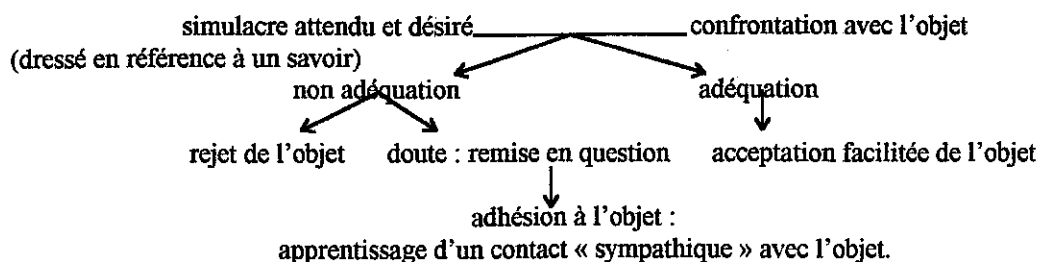 simulacre attendu et désiré confrontation avec l'objet
(dressé en référence à un savoir)
non adéquation adéquation
rejet de l'objet doute : remise en question acceptation facilitée de l'objet
adhésion à l'objet :
apprentissage d'un contact « sympathique » avec l'objet.